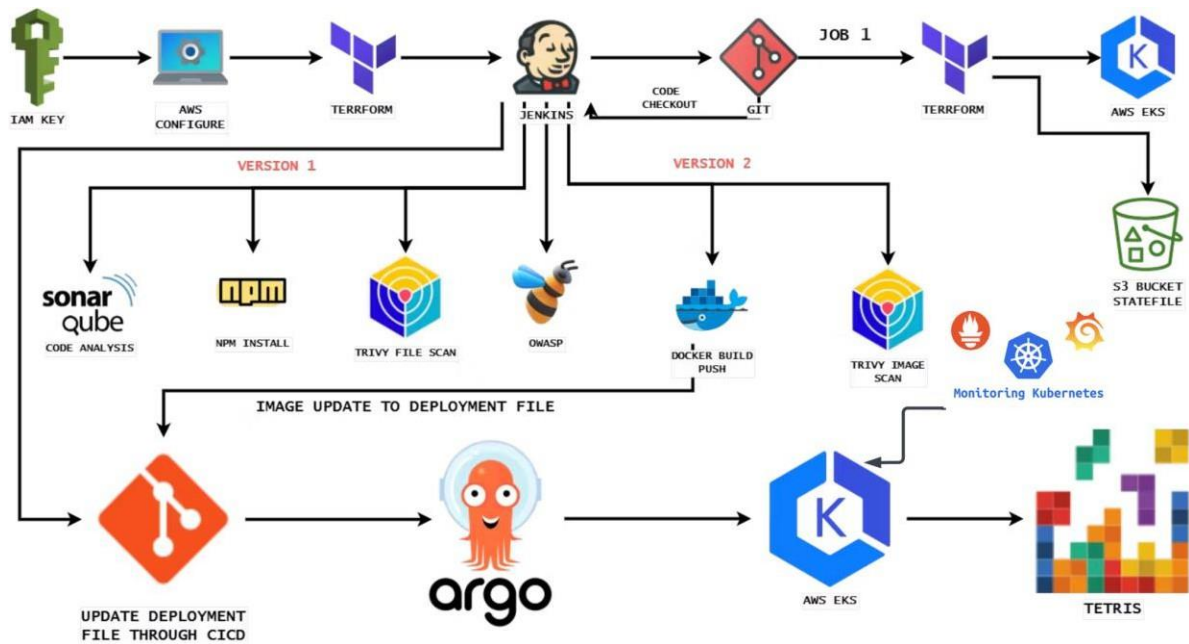 JOB 1
CODE
CHECKOUT
IAM KEY
AWS
CONFIGURE
TERRFORM
JENKINS
GIT
TERRFORM
AWS EKS
K
VERSION 1
VERSION 2
sonar
Qube
CODE ANALYSIS
npm
NPM INSTALL
TRIVY FILE SCAN
OWASP
DOCKER BUILD
PUSH
TRIVY IMAGE
SCAN
S3 BUCKET
STATEFILE
Monitoring Kubernetes
IMAGE UPDATE TO DEPLOYMENT FILE
UPDATE DEPLOYMENT
FILE THROUGH CICD
argo
K
AWS EKS
TETRIS